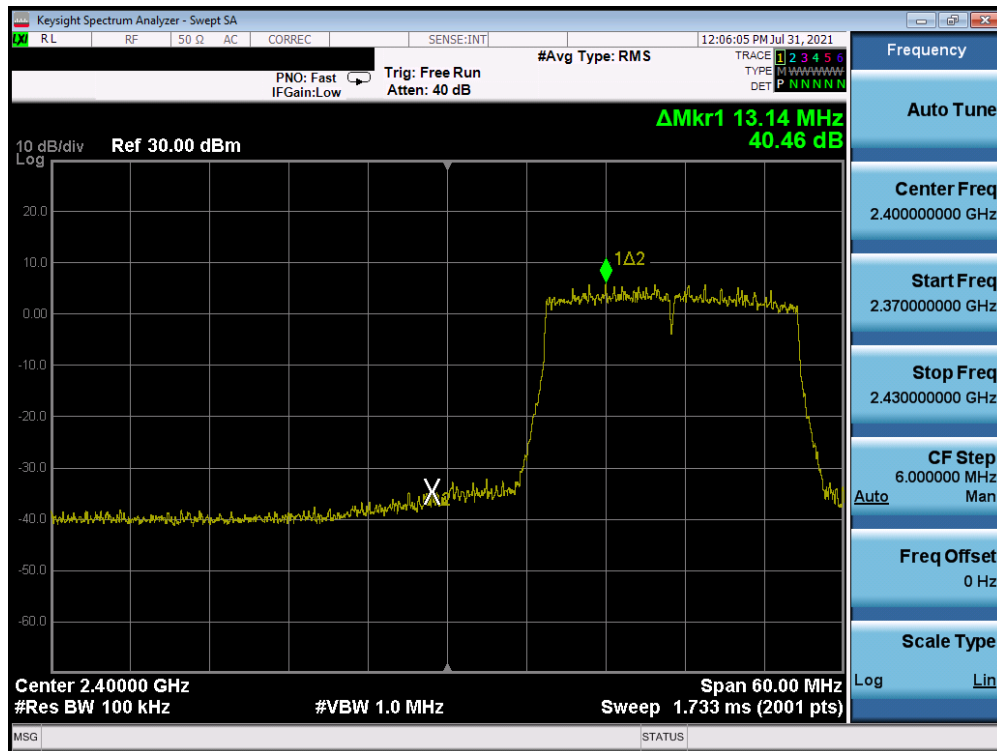 Keysight Spectrum Analyzer - Swept SA
LXI RL RF 50 Ω AC CORREC SENSE:INT 12:06:05 PM Jul 31, 2021
Frequency
#Avg Type: RMS
TRACE 1 2 3 4 5 6
PNO: Fast Trig: Free Run TYPE M WWWWW
IFGain:Low Atten: 40 dB DET P N N N N N
Auto Tune
ΔMkr1 13.14 MHz
40.46 dB
10 dB/div Ref 30.00 dBm
Log
20.0
10.0
0.00
-10.0
-20.0
-30.0
-40.0
-50.0
-60.0
1Δ2
X
Center Freq
2.400000000 GHz
Start Freq
2.370000000 GHz
Stop Freq
2.430000000 GHz
CF Step
6.000000 MHz
Auto Man
Freq Offset
0 Hz
Scale Type
Log Lin
Center 2.40000 GHz Span 60.00 MHz
#Res BW 100 kHz #VBW 1.0 MHz Sweep 1.733 ms (2001 pts)
MSG STATUS